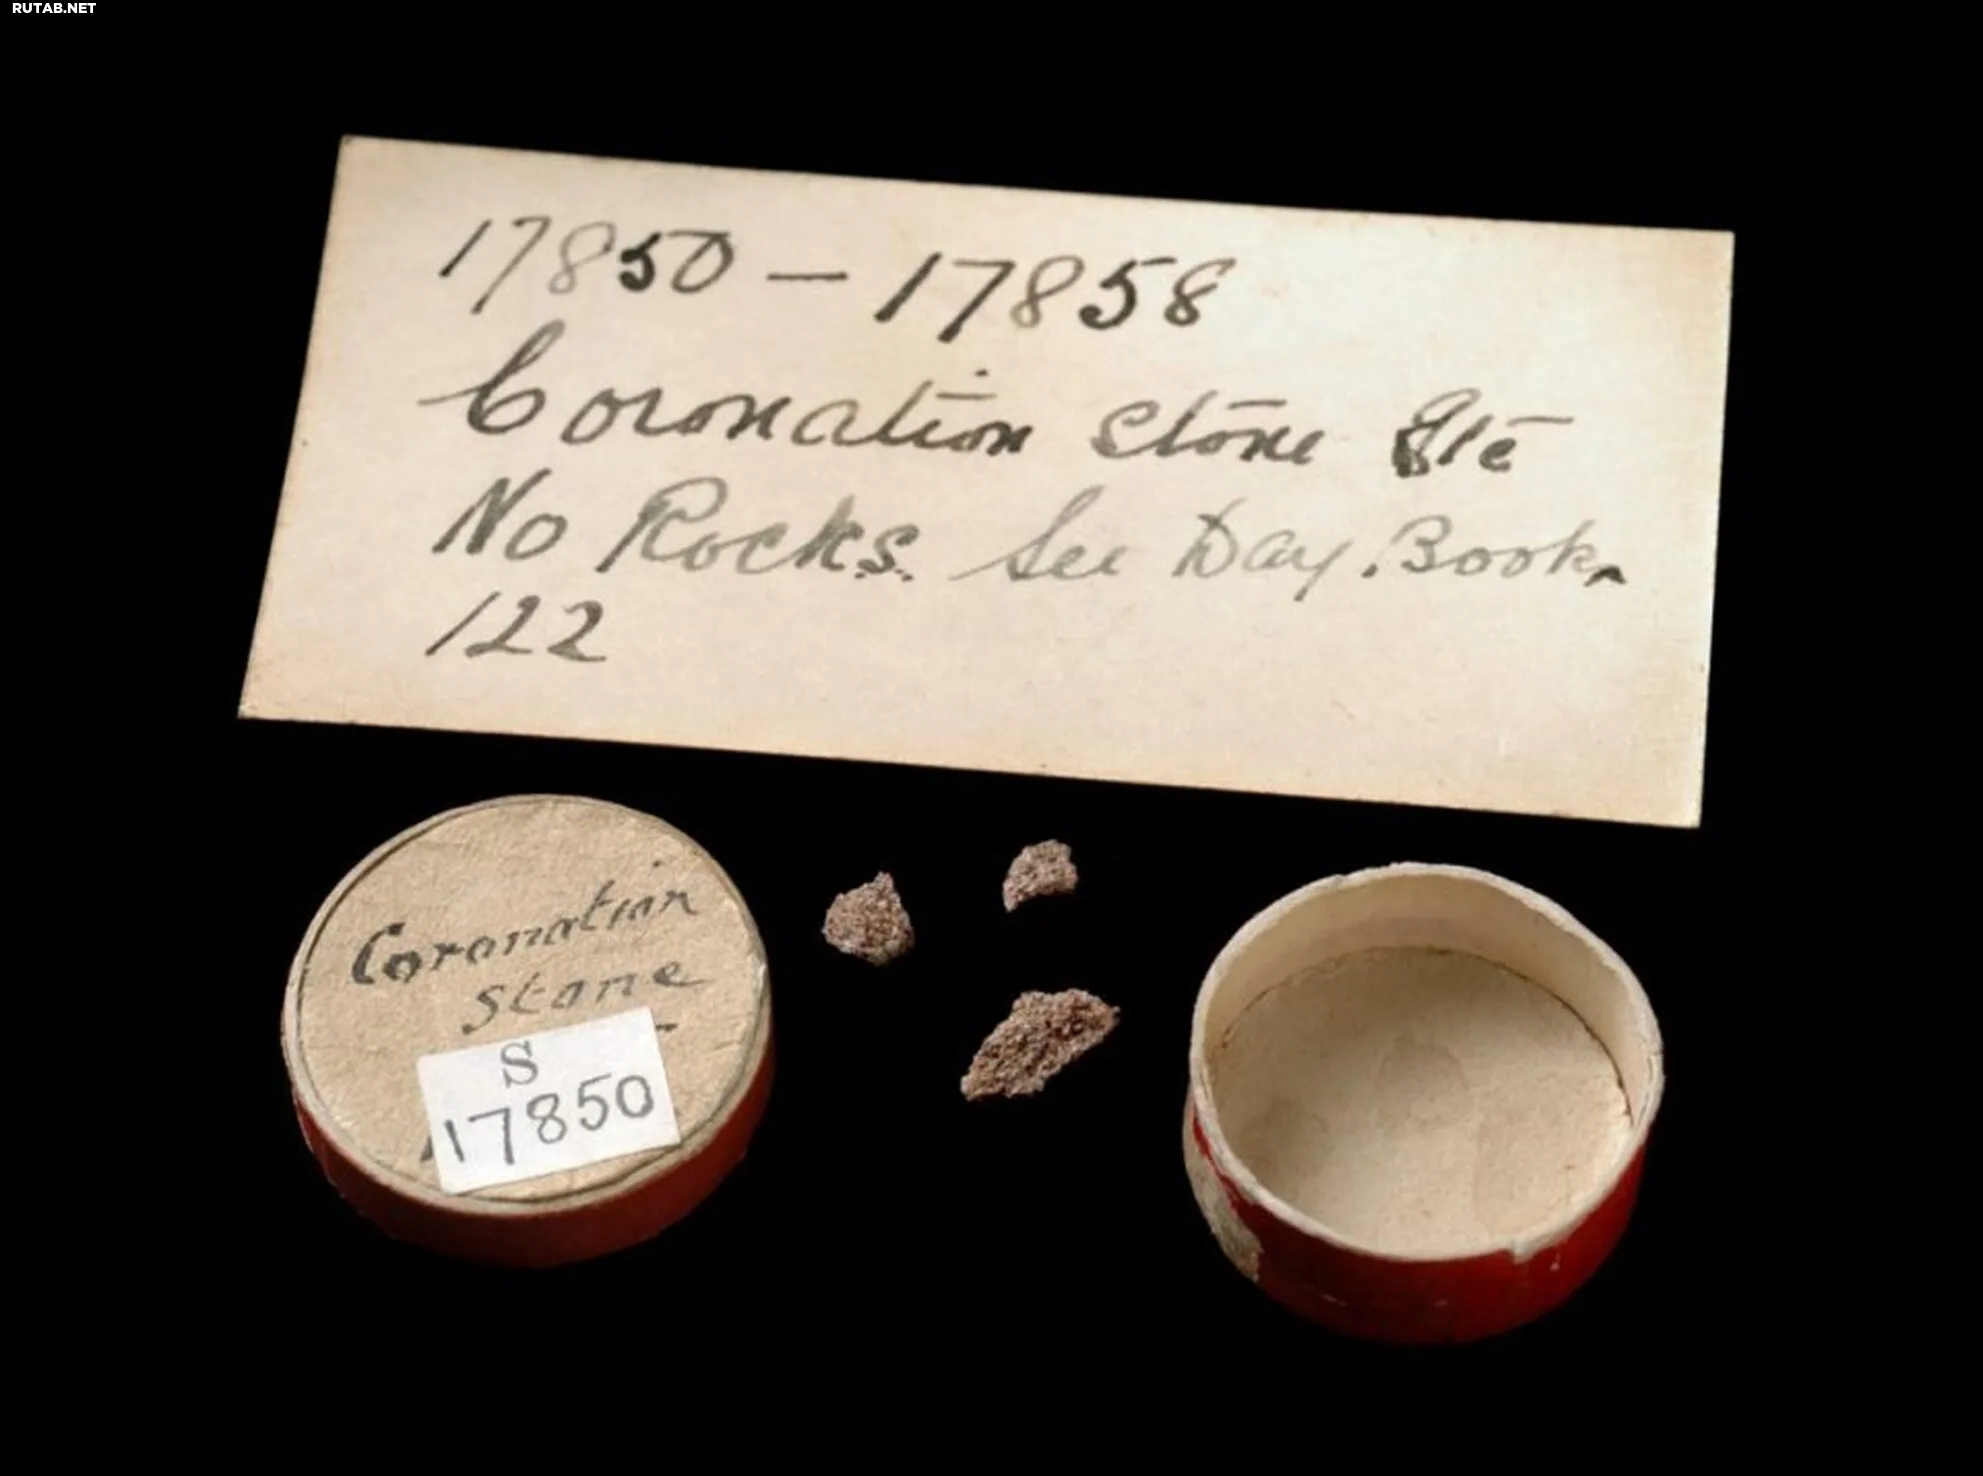 RUTAB.NET
17850 — 17858
Coronation stone
No Rocks. See Day Book
122
Coronation
stone
S
17850